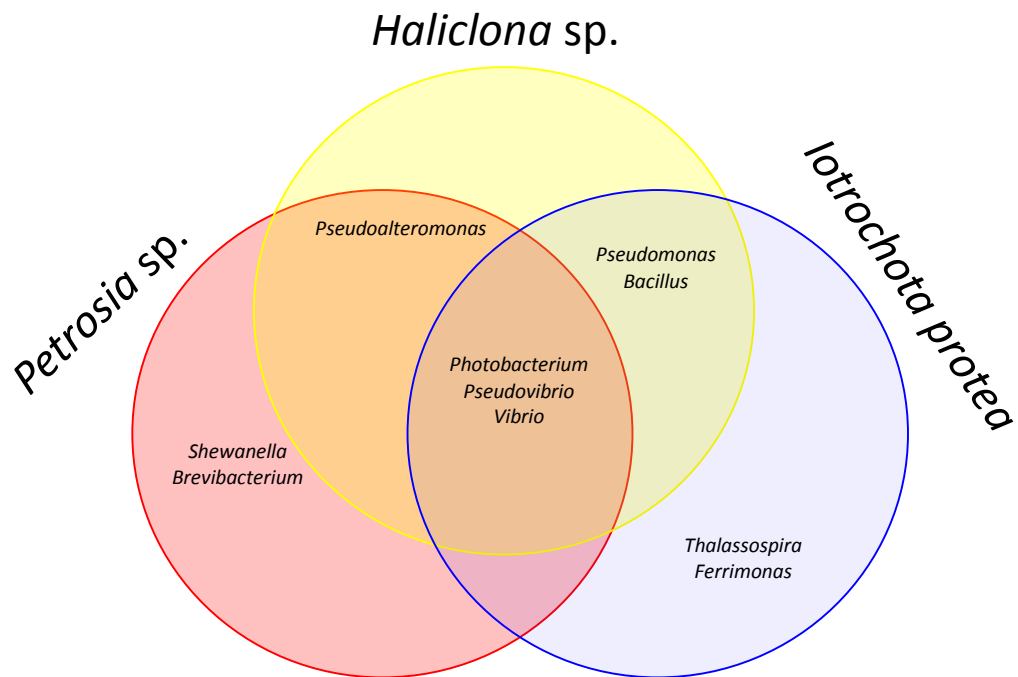 Haliclona sp.
Petrosia sp.
Iotrochota protea
Pseudoalteromonas
Pseudomonas
Bacillus
Photobacterium
Pseudovibrio
Vibrio
Shewanella
Brevibacterium
Thalassospira
Ferrimonas